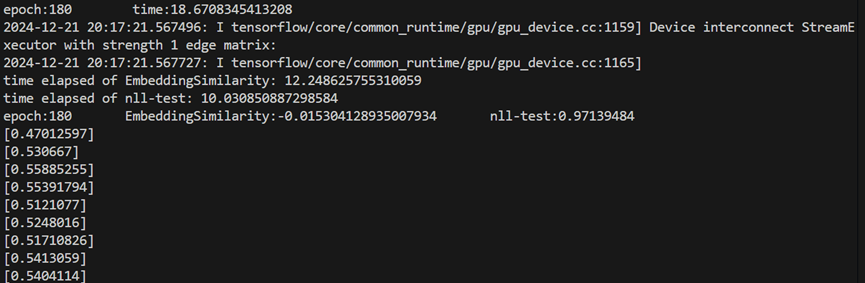 epoch:180 time:18.6708345413208
2024-12-21 20:17:21.567496: I tensorflow/core/common_runtime/gpu/gpu_device.cc:1159] Device interconnect StreamE
xecutor with strength 1 edge matrix:
2024-12-21 20:17:21.567727: I tensorflow/core/common_runtime/gpu/gpu_device.cc:1165]
time elapsed of EmbeddingSimilarity: 12.248625755310059
time elapsed of nll-test: 10.030850887298584
epoch:180 EmbeddingSimilarity:-0.015304128935007934 nll-test:0.97139484
[0.47012597]
[0.530667]
[0.55885255]
[0.55391794]
[0.5121077]
[0.5248016]
[0.51710826]
[0.5413059]
[0.5404114]